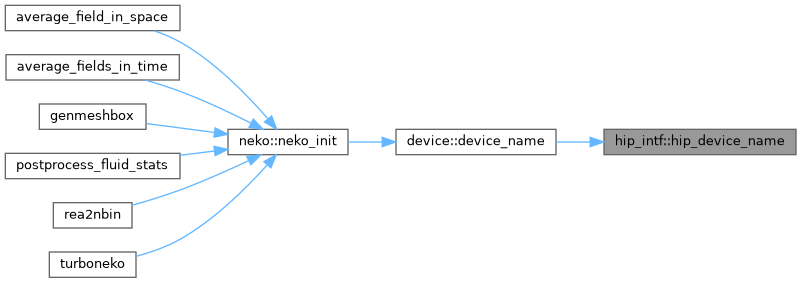 average_field_in_space
average_fields_in_time
genmeshbox
neko::neko_init
device::device_name
hip_intf::hip_device_name
postprocess_fluid_stats
rea2nbin
turboneko